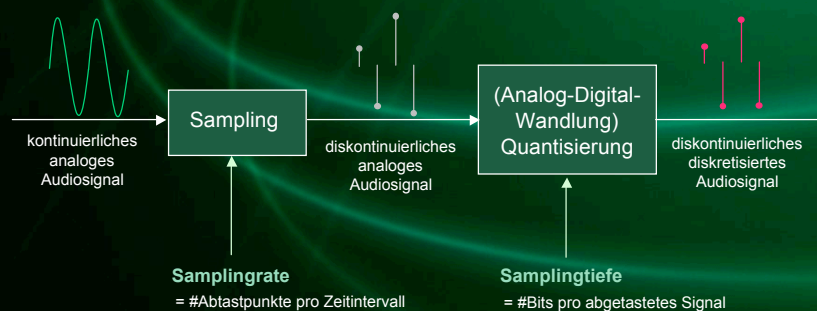 Sampling
(Analog-Digital-
Wandlung)
Quantisierung
kontinuierliches
analoges
Audiosignal
diskontinuierliches
analoges
Audiosignal
diskontinuierliches
diskretisiertes
Audiosignal
Samplingrate
= #Abtastpunkte pro Zeitintervall
Samplingtiefe
= #Bits pro abgetastetes Signal